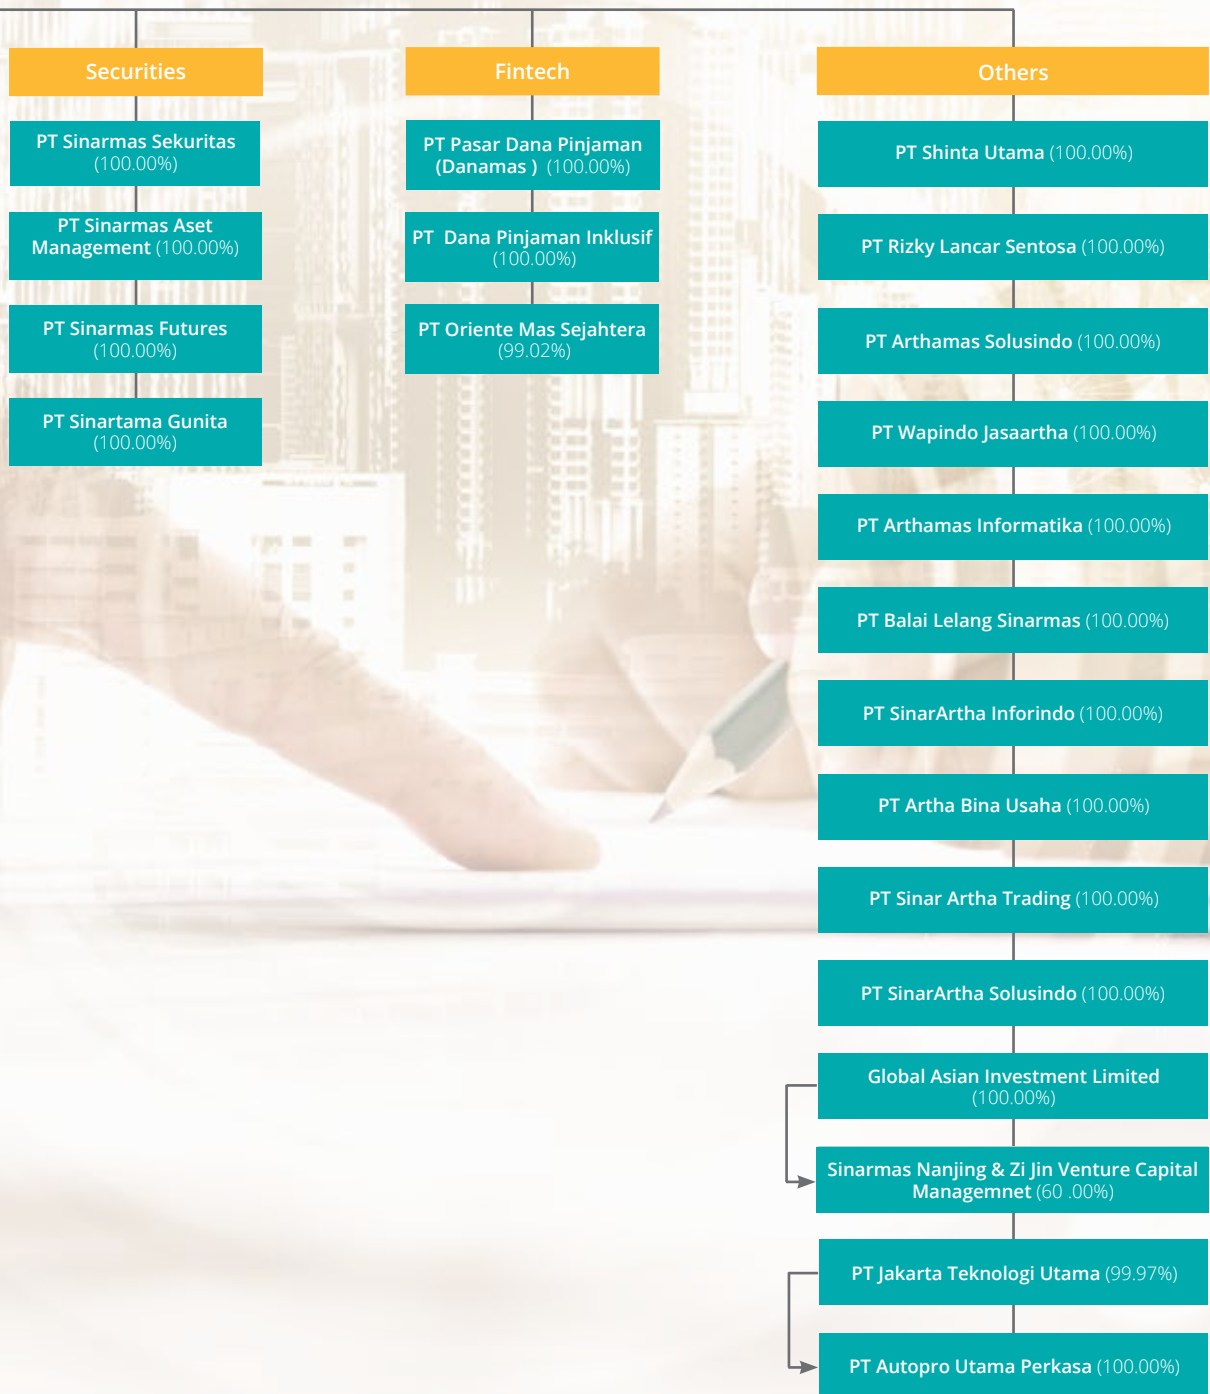 Securities
PT Sinarmas Sekuritas
(100.00%)
PT Sinarmas Aset
Management (100.00%)
PT Sinarmas Futures
(100.00%)
PT Sinartama Gunita
(100.00%)
Fintech
PT Pasar Dana Pinjaman
(Danamas ) (100.00%)
PT Dana Pinjaman Inklusif
(100.00%)
PT Oriente Mas Sejahtera
(99.02%)
Others
PT Shinta Utama (100.00%)
PT Rizky Lancar Sentosa (100.00%)
PT Arthamas Solusindo (100.00%)
PT Wapindo Jasaartha (100.00%)
PT Arthamas Informatika (100.00%)
PT Balai Lelang Sinarmas (100.00%)
PT SinarArtha Inforindo (100.00%)
PT Artha Bina Usaha (100.00%)
PT Sinar Artha Trading (100.00%)
PT SinarArtha Solusindo (100.00%)
Global Asian Investment Limited
(100.00%)
Sinarmas Nanjing & Zi Jin Venture Capital
Managemnet (60 .00%)
PT Jakarta Teknologi Utama (99.97%)
PT Autopro Utama Perkasa (100.00%)